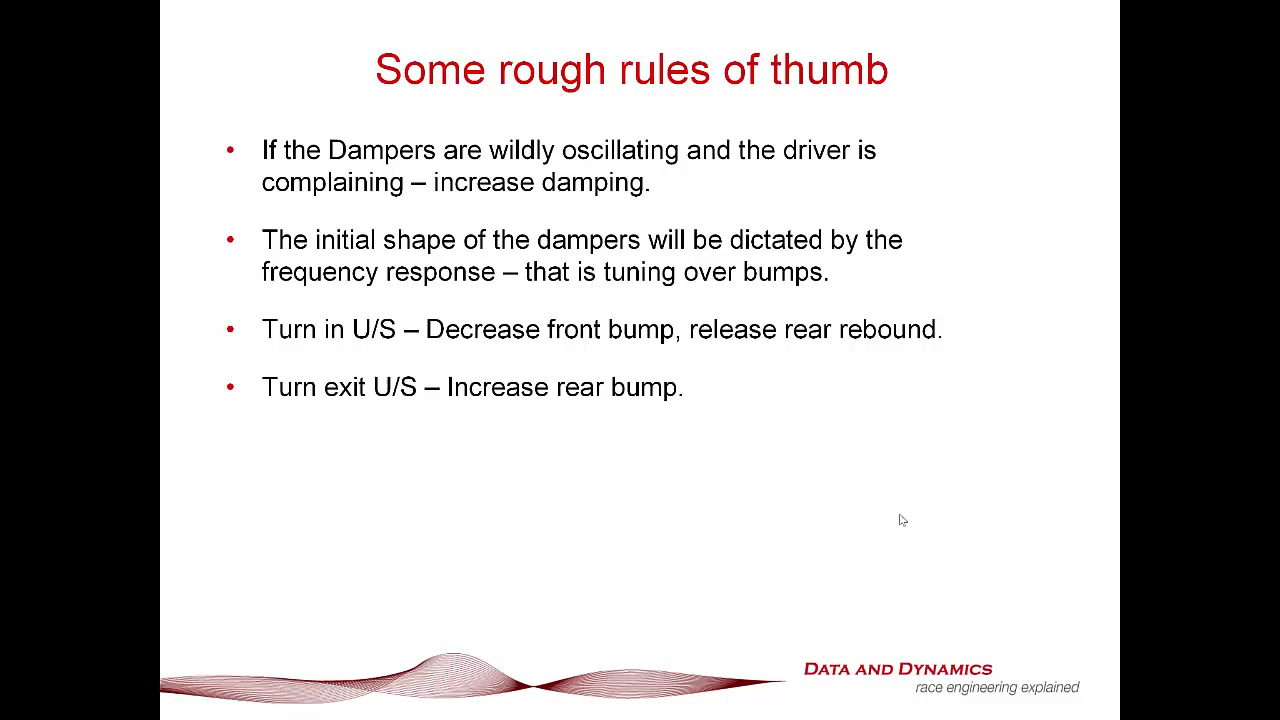 Some rough rules of thumb
• If the Dampers are wildly oscillating and the driver is
complaining – increase damping.
• The initial shape of the dampers will be dictated by the
frequency response – that is tuning over bumps.
• Turn in U/S – Decrease front bump, release rear rebound.
• Turn exit U/S – Increase rear bump.
DATA AND DYNAMICS
race engineering explained